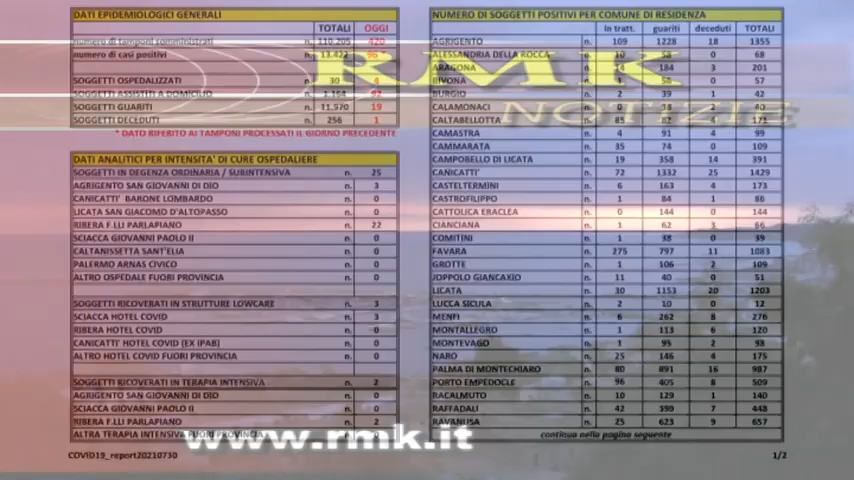 DATI EPIDEMIOLOGICI GENERALI
TOTALI OGGI
numero di tamponi somministrati n. 110.205 420
numero di casi positivi n. 13.422 96 *
SOGGETTI OSPEDALIZZATI n. 30 4
SOGGETTI ASSISTITI A DOMICILIO n. 1.164 92
SOGGETTI GUARITI n. 11.970 19
SOGGETTI DECEDUTI n. 256 1
* DATO RIFERITO AI TAMPONI PROCESSATI IL GIORNO PRECEDENTE
DATI ANALITICI PER INTENSITA' DI CURE OSPEDALIERE
SOGGETTI IN DEGENZA ORDINARIA / SUBINTENSIVA n. 25
AGRIGENTO SAN GIOVANNI DI DIO n. 3
CANICATTI' BARONE LOMBARDO n. 0
LICATA SAN GIACOMO D'ALTOPASSO n. 0
RIBERA F.LLI PARLAPIANO n. 22
SCIACCA GIOVANNI PAOLO II n. 0
CALTANISSETTA SANT'ELIA n. 0
PALERMO ARNAS CIVICO n. 0
ALTRO OSPEDALE FUORI PROVINCIA n. 0
SOGGETTI RICOVERATI IN STRUTTURE LOWCARE n. 3
SCIACCA HOTEL COVID n. 3
RIBERA HOTEL COVID n. 0
CANICATTI' HOTEL COVID (EX IPAB) n. 0
ALTRO HOTEL COVID FUORI PROVINCIA n. 0
SOGGETTI RICOVERATI IN TERAPIA INTENSIVA n. 2
AGRIGENTO SAN GIOVANNI DI DIO n. 0
SCIACCA GIOVANNI PAOLO II n. 0
RIBERA F.LLI PARLAPIANO n. 2
ALTRA TERAPIA INTENSIVA FUORI PROVINCIA
COVID19_report20210730
NUMERO DI SOGGETTI POSITIVI PER COMUNE DI RESIDENZA
in tratt. guariti deceduti TOTALI
AGRIGENTO n. 109 1228 18 1355
ALESSANDRIA DELLA ROCCA n. 10 58 0 68
ARAGONA n. 14 184 3 201
BIVONA n. 1 56 0 57
BURGIO n. 2 39 1 42
CALAMONACI n. 0 38 2 40
CALTABELLOTTA n. 85 82 4 171
CAMASTRA n. 4 91 4 99
CAMMARATA n. 35 74 0 109
CAMPOBELLO DI LICATA n. 19 358 14 391
CANICATTI' n. 72 1332 25 1429
CASTELTERMINI n. 6 163 4 173
CASTROFILIPPO n. 1 84 1 86
CATTOLICA ERACLEA n. 0 144 0 144
CIANCIANA n. 1 62 3 66
COMITINI n. 1 38 0 39
FAVARA n. 275 797 11 1083
GROTTE n. 1 106 2 109
JOPPOLO GIANCAXIO n. 11 40 0 51
LICATA n. 30 1153 20 1203
LUCCA SICULA n. 2 10 0 12
MENFI n. 6 262 8 276
MONTALLEGRO n. 1 113 6 120
MONTEVAGO n. 1 95 2 98
NARO n. 25 146 4 175
PALMA DI MONTECHIARO n. 80 891 16 987
PORTO EMPEDOCLE n. 96 405 8 509
RACALMUTO n. 10 129 1 140
RAFFADALI n. 42 399 7 448
RAVANUSA n. 25 623 9 657
continua nella pagina seguente
1/2
RMK
NOTIZIE
www.rmk.it